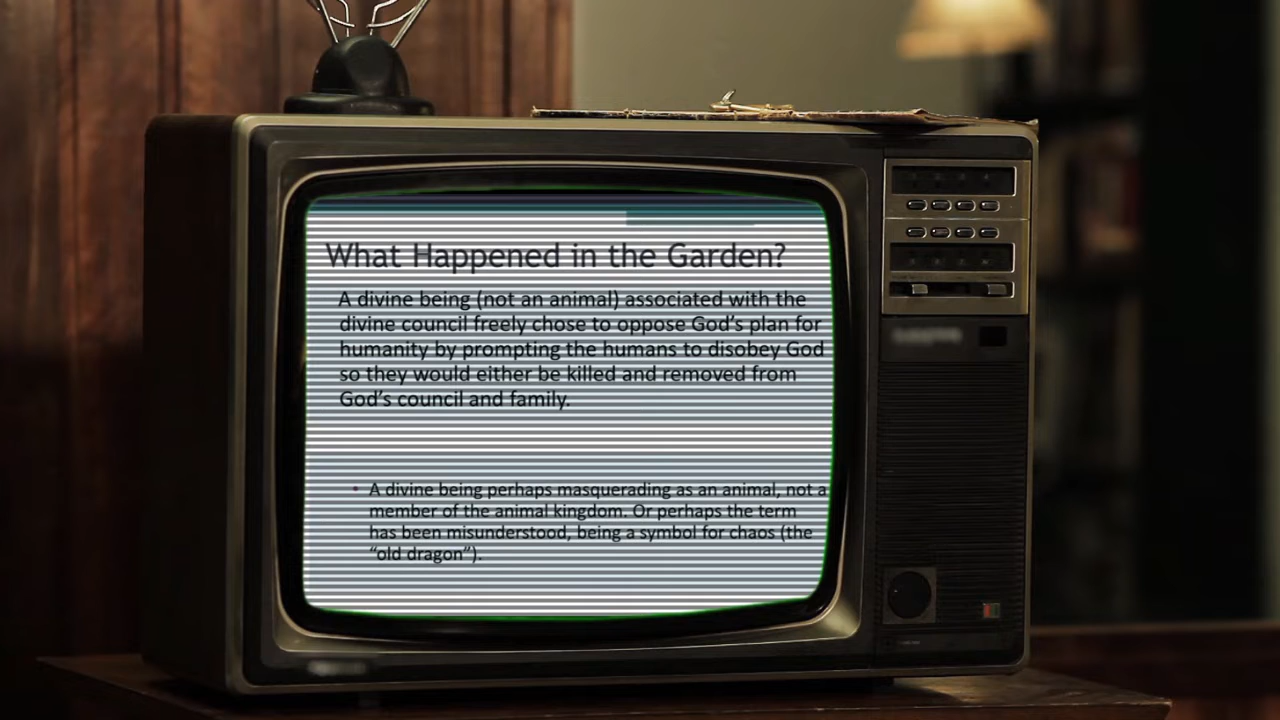 What Happened in the Garden?
A divine being (not an animal) associated with the
divine council freely chose to oppose God's plan for
humanity by prompting the humans to disobey God
so they would either be killed and removed from
God's council and family.
• A divine being perhaps masquerading as an animal, not a
member of the animal kingdom. Or perhaps the term
has been misunderstood, being a symbol for chaos (the
“old dragon”).